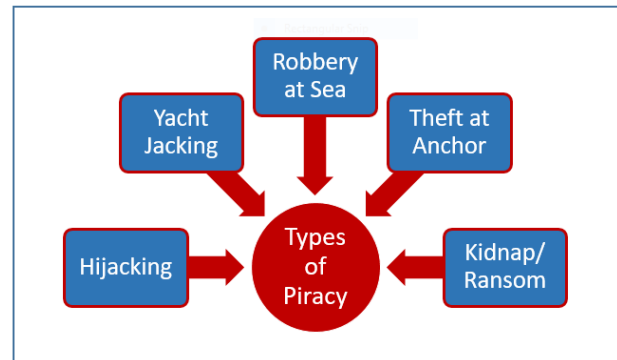 Robbery
at Sea
Yacht
Jacking
Theft at
Anchor
Hijacking
Types
of
Piracy
Kidnap/
Ransom